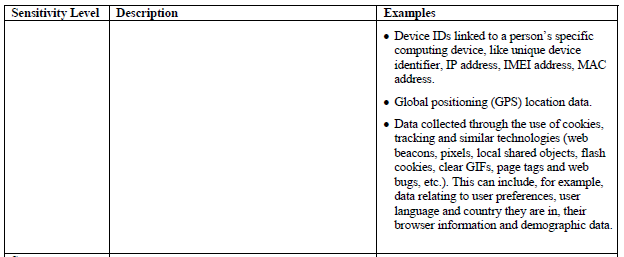 Sensitivity Level Description Examples
• Device IDs linked to a person’s specific
computing device, like unique device
identifier, IP address, IMEI address, MAC
address.
• Global positioning (GPS) location data.
• Data collected through the use of cookies,
tracking and similar technologies (web
beacons, pixels, local shared objects, flash
cookies, clear GIFs, page tags and web
bugs, etc.). This can include, for example,
data relating to user preferences, user
language and country they are in, their
browser information and demographic data.